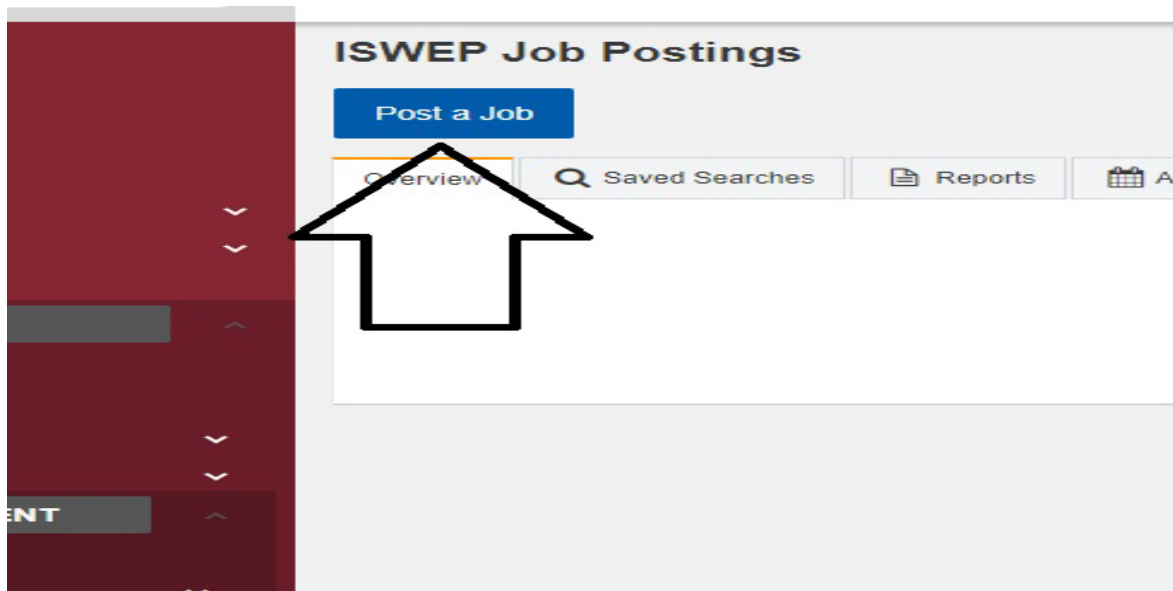 ISWEP Job Postings
Post a Job
Overview Saved Searches Reports A
ENT